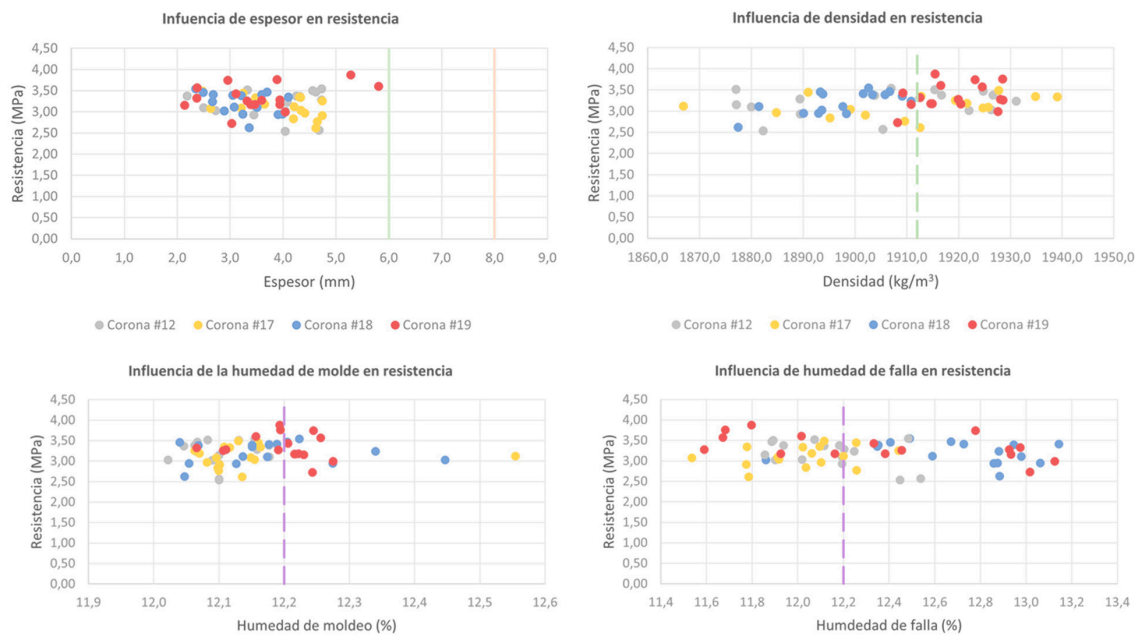 Infuencia de espesor en resistencia
Resistencia (MPa)
4,50
4,00
3,50
3,00
2,50
2,00
1,50
1,00
0,50
0,00
0,0 1,0 2,0 3,0 4,0 5,0 6,0 7,0 8,0 9,0
Espesor (mm)
Corona #12 Corona #17 Corona #18 Corona #19
Influencia de densidad en resistencia
Resistencia (MPa)
4,50
4,00
3,50
3,00
2,50
2,00
1,50
1,00
0,50
0,00
1860,0 1870,0 1880,0 1890,0 1900,0 1910,0 1920,0 1930,0 1940,0 1950,0
Densidad (kg/m³)
Corona #12 Corona #17 Corona #18 Corona #19
Influencia de la humedad de molde en resistencia
Resistencia (MPa)
4,50
4,00
3,50
3,00
2,50
2,00
1,50
1,00
0,50
0,00
11,9 12,0 12,1 12,2 12,3 12,4 12,5 12,6
Humedad de moldeo (%)
Influencia de humedad de falla en resistencia
Resistencia (MPa)
4,50
4,00
3,50
3,00
2,50
2,00
1,50
1,00
0,50
0,00
11,4 11,6 11,8 12,0 12,2 12,4 12,6 12,8 13,0 13,2 13,4
Humdedad de falla (%)